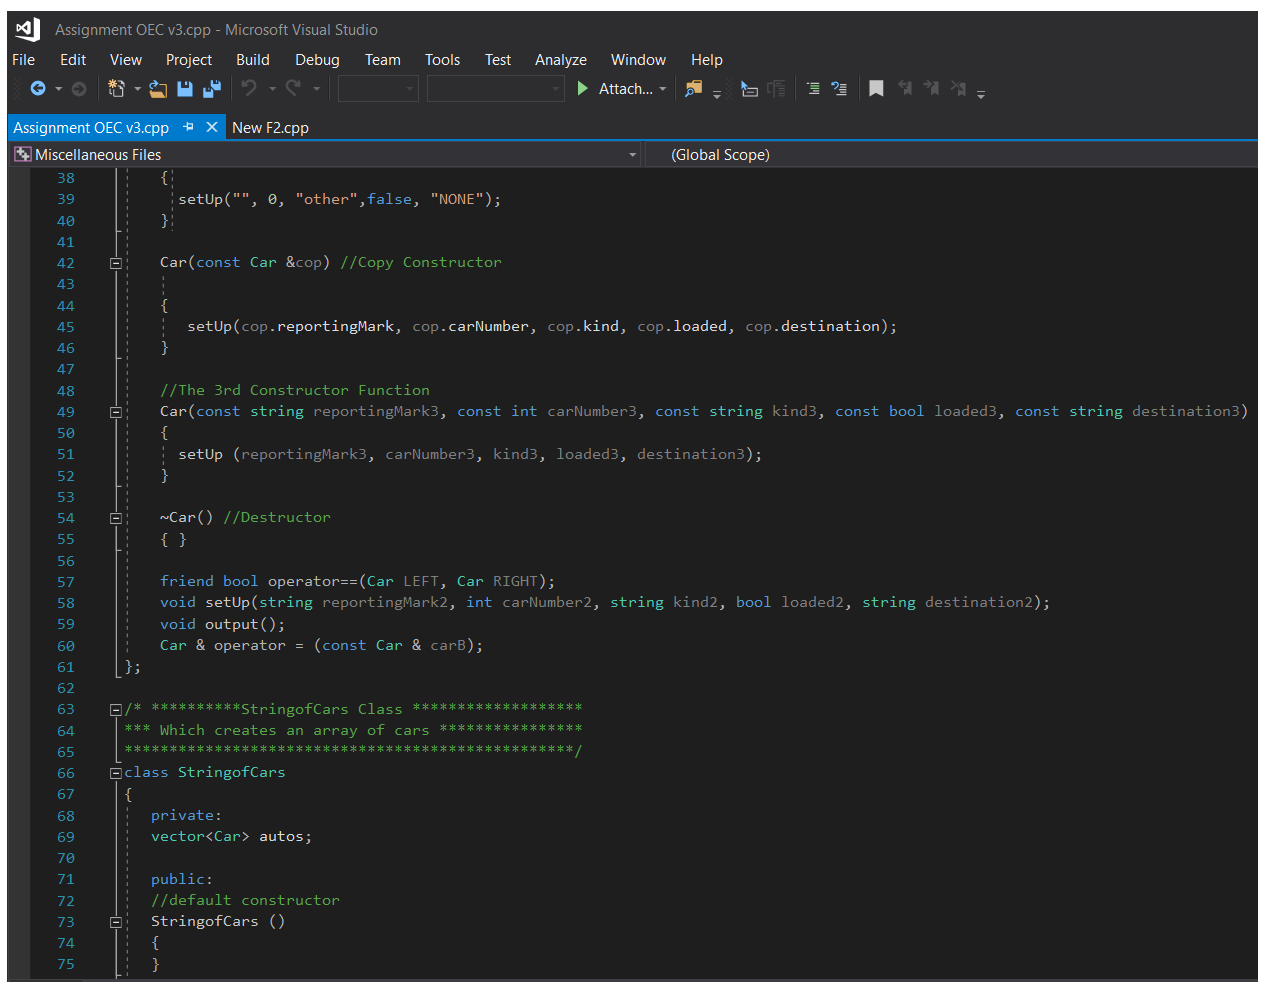 Assignment OEC v3.cpp - Microsoft Visual Studio
File Edit View Project Build Debug Team Tools Test Analyze Window Help
Attach...
Assignment OEC v3.cpp New F2.cpp
Miscellaneous Files (Global Scope)
38 {
39 setUp("", 0, "other",false, "NONE");
40 }
41
42 Car(const Car &cop) //Copy Constructor
43
44 {
45 setUp(cop.reportingMark, cop.carNumber, cop.kind, cop.loaded, cop.destination);
46 }
47
48 //The 3rd Constructor Function
49 Car(const string reportingMark3, const int carNumber3, const string kind3, const bool loaded3, const string destination3)
50 {
51 setUp (reportingMark3, carNumber3, kind3, loaded3, destination3);
52 }
53
54 ~Car() //Destructor
55 { }
56
57 friend bool operator==(Car LEFT, Car RIGHT);
58 void setUp(string reportingMark2, int carNumber2, string kind2, bool loaded2, string destination2);
59 void output();
60 Car & operator = (const Car & carB);
61 };
62
63 /* **********StringofCars Class *******************
64 *** Which creates an array of cars ****************
65 **************************************************/
66 class StringofCars
67 {
68 private:
69 vector<Car> autos;
70
71 public:
72 //default constructor
73 StringofCars ()
74 {
75 }